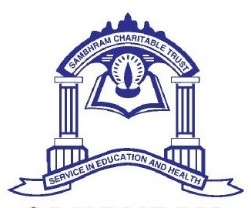 SAMBHRAM CHARITABLE TRUST
SERVICE IN EDUCATION AND HEALTH